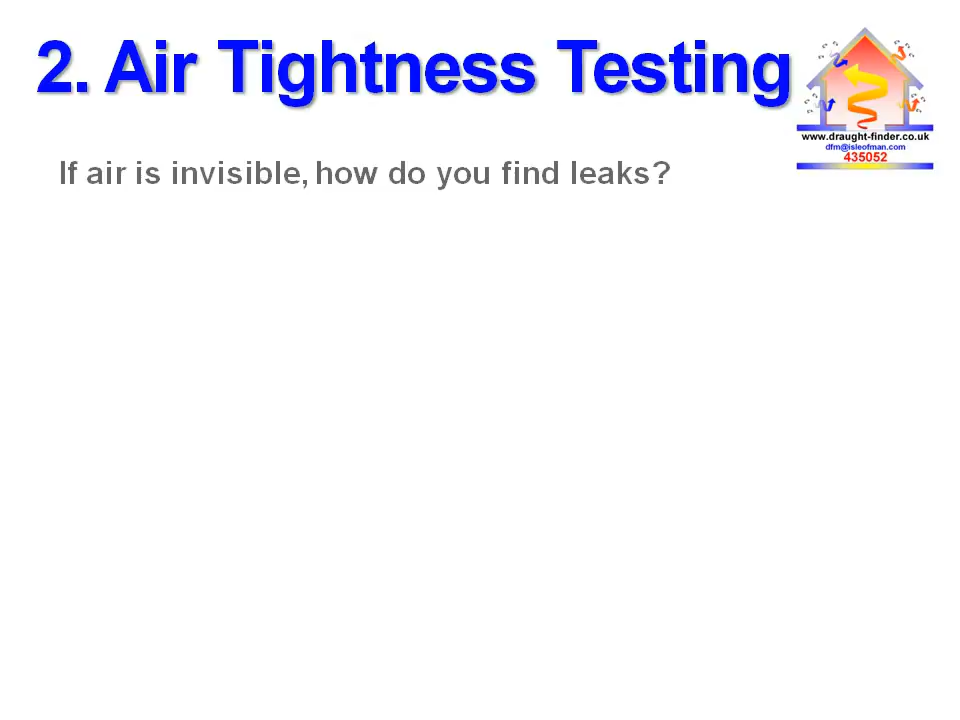 2. Air Tightness Testing
www.draught-finder.co.uk
dfm@isleofman.com
435052
If air is invisible, how do you find leaks?